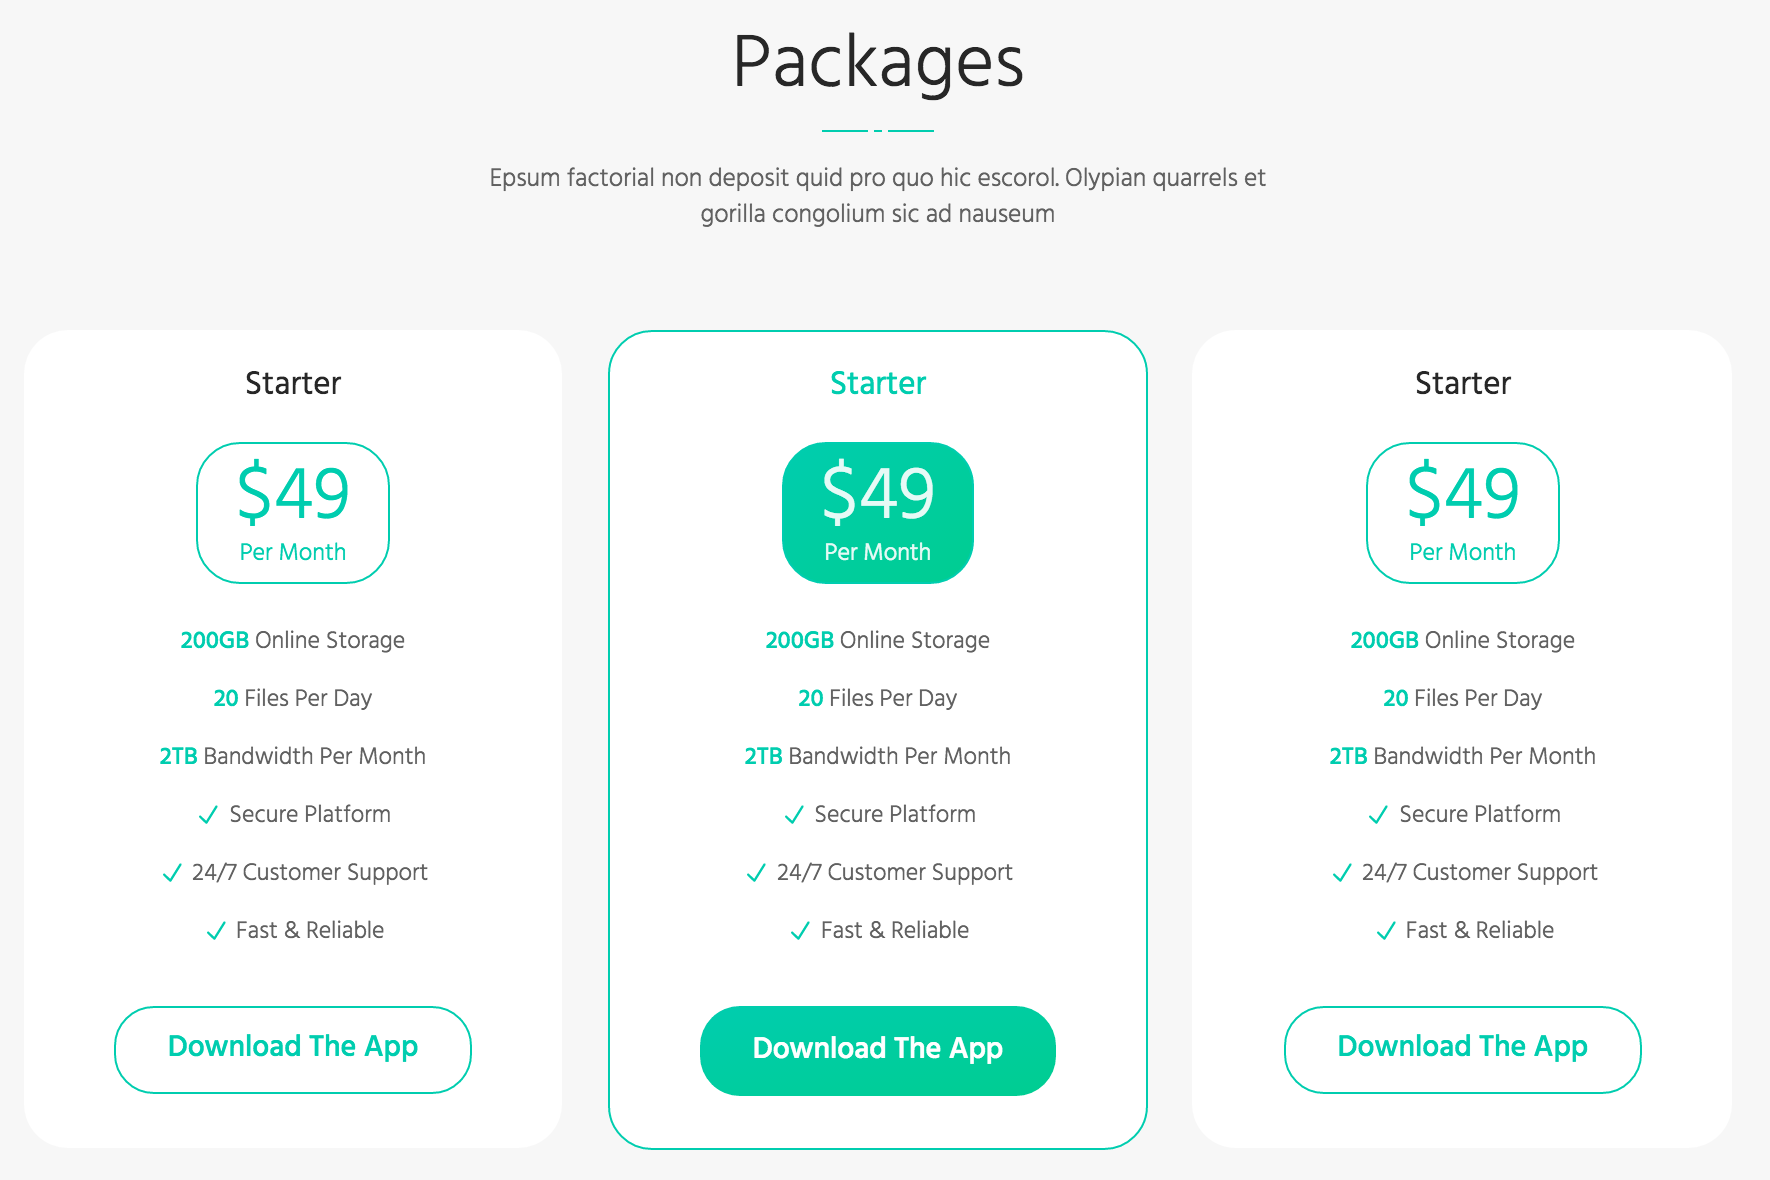 Packages
Epsum factorial non deposit quid pro quo hic escorol. Olypian quarrels et
gorilla congolium sic ad nauseum
Starter
$49
Per Month
200GB Online Storage
20 Files Per Day
2TB Bandwidth Per Month
Secure Platform
24/7 Customer Support
Fast & Reliable
Download The App
Starter
$49
Per Month
200GB Online Storage
20 Files Per Day
2TB Bandwidth Per Month
Secure Platform
24/7 Customer Support
Fast & Reliable
Download The App
Starter
$49
Per Month
200GB Online Storage
20 Files Per Day
2TB Bandwidth Per Month
Secure Platform
24/7 Customer Support
Fast & Reliable
Download The App